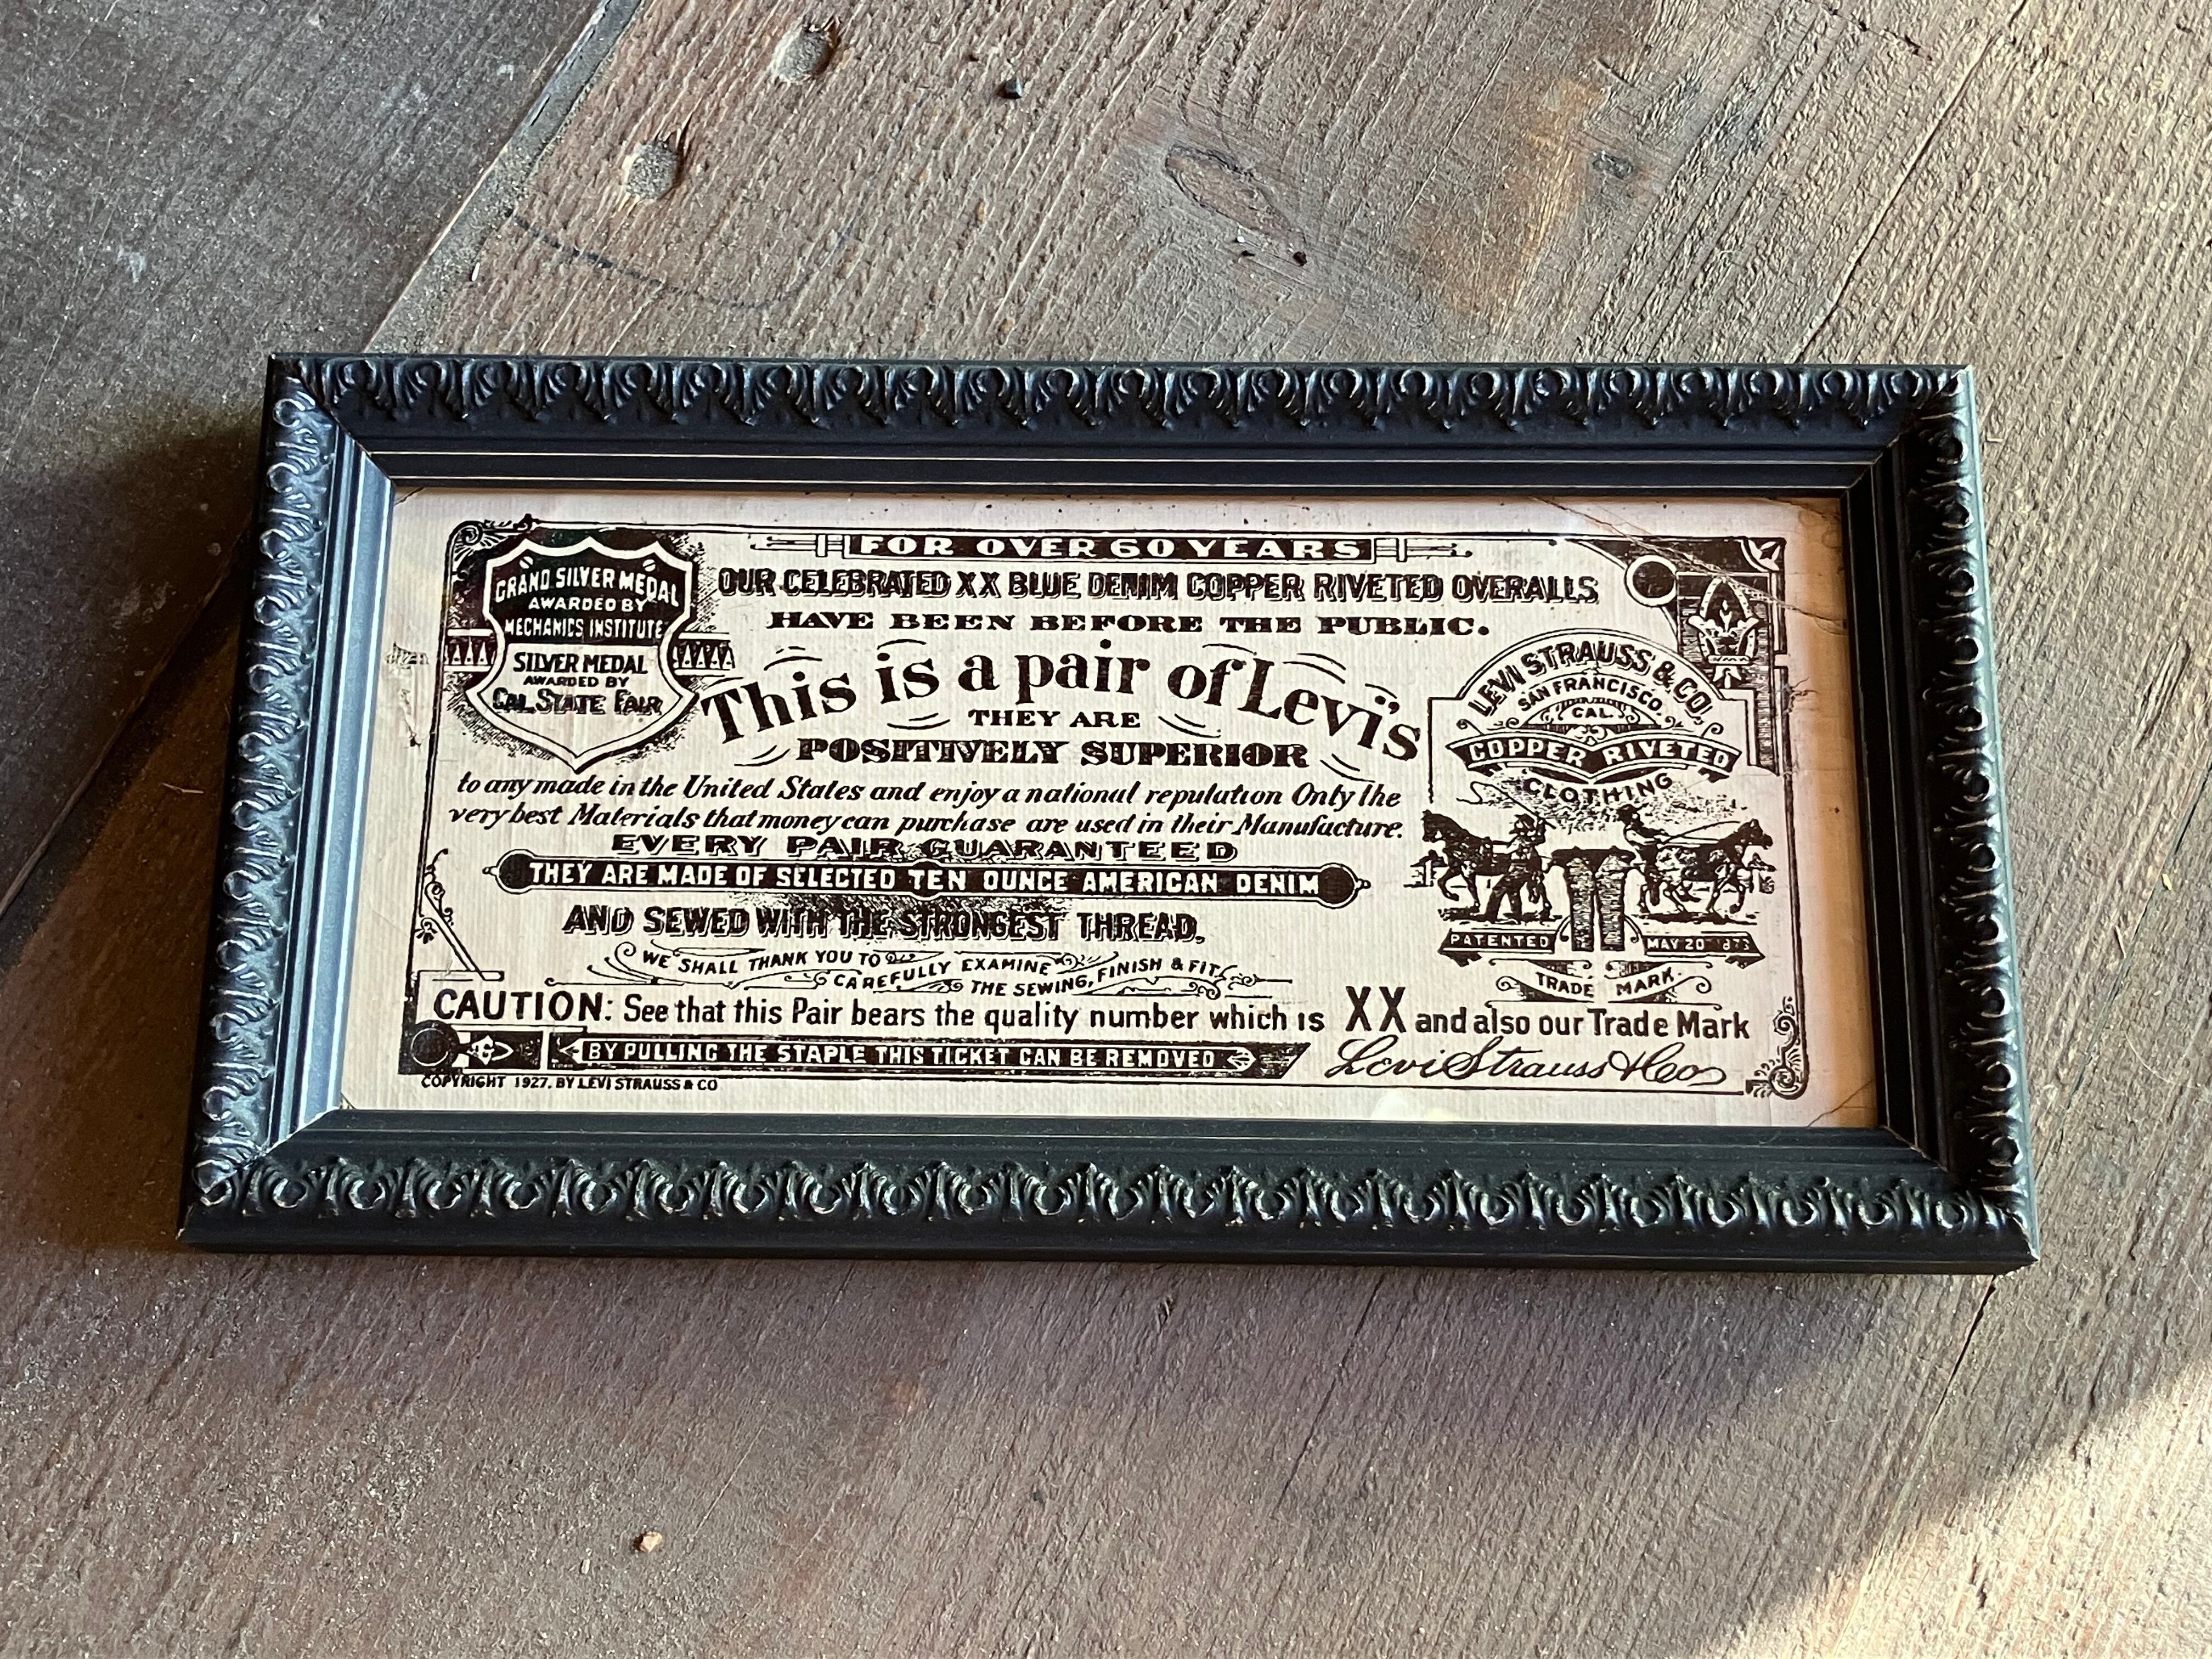 FOR OVER 60 YEARS
OUR CELEBRATED XX BLUE DENIM COPPER RIVETED OVERALLS
HAVE BEEN BEFORE THE PUBLIC.
GRAND SILVER MEDAL
AWARDED BY
MECHANICS INSTITUTE
SILVER MEDAL
AWARDED BY
CAL. STATE FAIR
This is a pair of Levi's
THEY ARE
POSITIVELY SUPERIOR
to any made in the United States and enjoy a national reputation Only the
very best Materials that money can purchase are used in their Manufacture.
EVERY PAIR GUARANTEED
THEY ARE MADE OF SELECTED TEN OUNCE AMERICAN DENIM
AND SEWED WITH THE STRONGEST THREAD.
WE SHALL THANK YOU TO
CAREFULLY EXAMINE
THE SEWING, FINISH & FIT
LEVI STRAUSS & CO.
SAN FRANCISCO.
CAL.
COPPER RIVETED
CLOTHING
PATENTED MAY 20 1873
TRADE MARK.
CAUTION: See that this Pair bears the quality number which is XX and also our Trade Mark
BY PULLING THE STAPLE THIS TICKET CAN BE REMOVED
Levi Strauss & Co
COPYRIGHT 1927. BY LEVI STRAUSS & CO